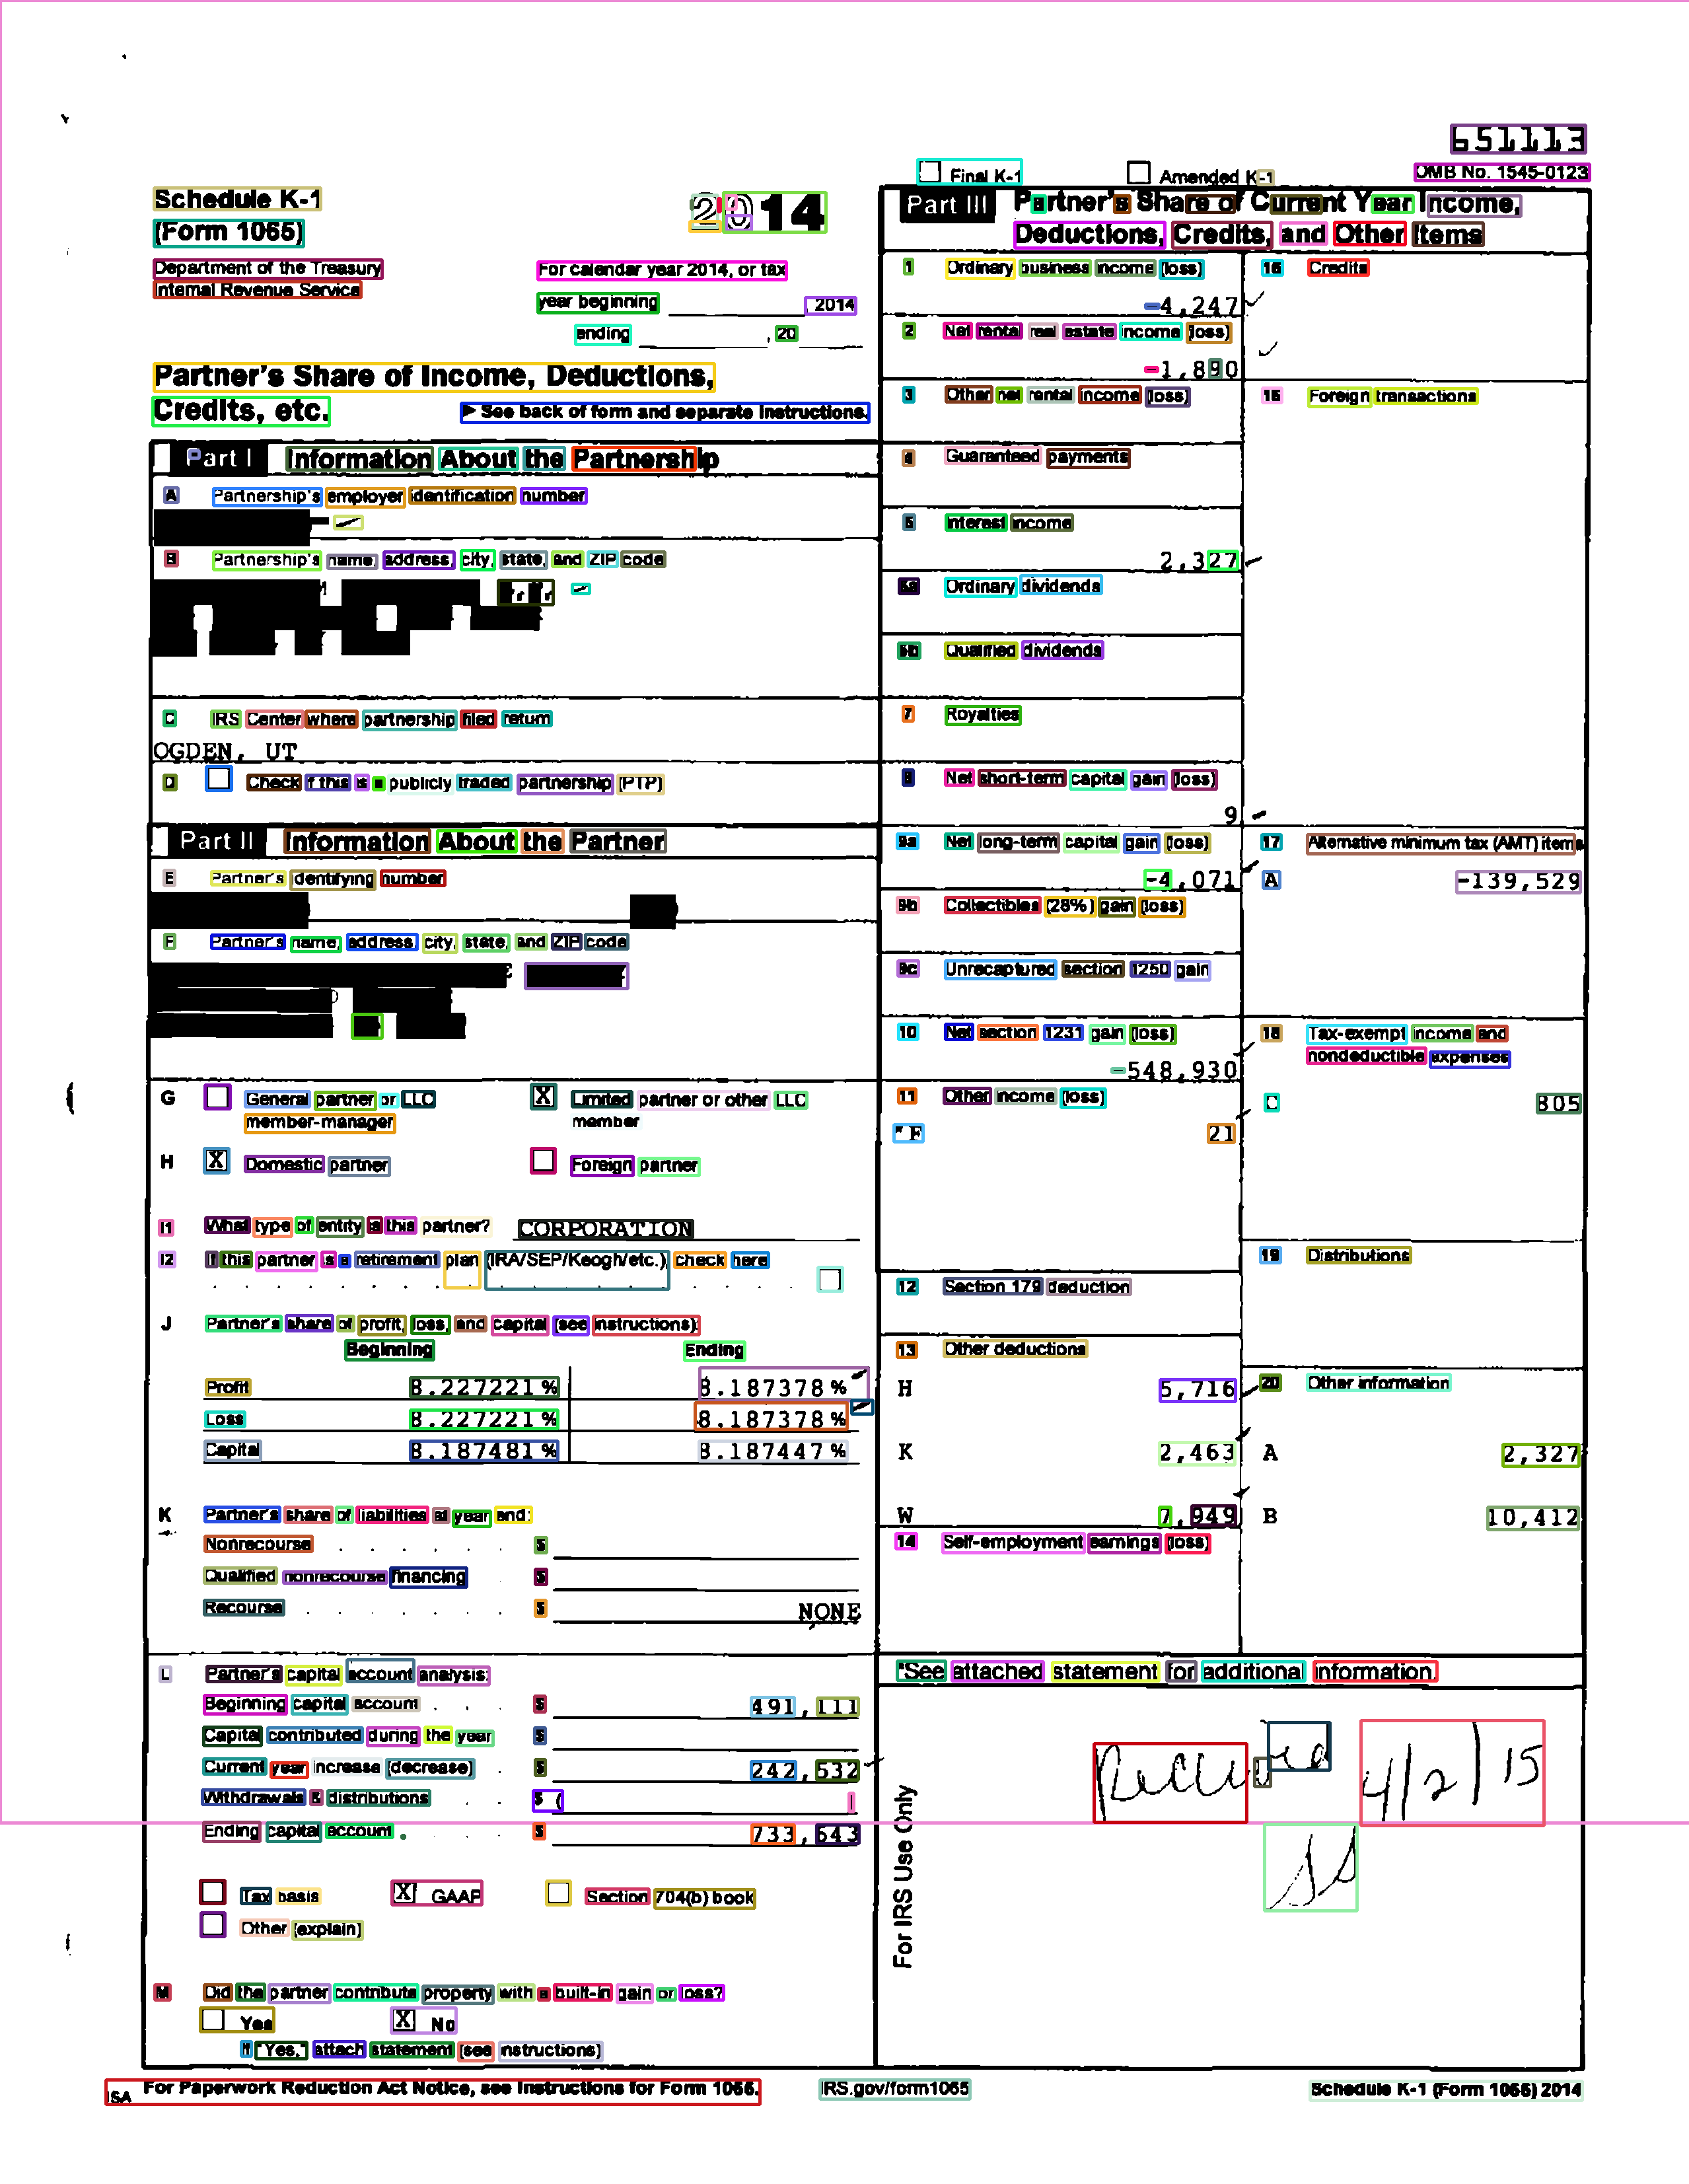 651113
Final K-1 Amended K-1 OMB No. 1545-0123
Schedule K-1
(Form 1065)
2014
Department of the Treasury
Internal Revenue Service
For calendar year 2014, or tax
year beginning , 2014
ending , 20
Partner's Share of Income, Deductions,
Credits, etc.
► See back of form and separate instructions.
Part I Information About the Partnership
A Partnership's employer identification number
B Partnership's name, address, city, state, and ZIP code
C IRS Center where partnership filed return
OGDEN, UT
D Check if this is a publicly traded partnership (PTP)
Part II Information About the Partner
E Partner's identifying number
F Partner's name, address, city, state, and ZIP code
G General partner or LLC member-manager
X Limited partner or other LLC member
H X Domestic partner Foreign partner
I1 What type of entity is this partner? CORPORATION
I2 If this partner is a retirement plan (IRA/SEP/Keogh/etc.), check here
J Partner's share of profit, loss, and capital (see instructions):
Beginning Ending
Profit 8.227221 % 8.187378 %
Loss 8.227221 % 8.187378 %
Capital 8.187481 % 8.187447 %
K Partner's share of liabilities at year end:
Nonrecourse . . . . . . $
Qualified nonrecourse financing . $
Recourse . . . . . . . $ NONE
L Partner's capital account analysis:
Beginning capital account . . . $ 491,111
Capital contributed during the year $
Current year increase (decrease) . $ 242,532
Withdrawals & distributions . . $ ( )
Ending capital account . . . . $ 733,643
Tax basis X GAAP Section 704(b) book
Other (explain)
M Did the partner contribute property with a built-in gain or loss?
Yes X No
If "Yes," attach statement (see instructions)
Part III Partner's Share of Current Year Income,
Deductions, Credits, and Other Items
1 Ordinary business income (loss)
-4,247
2 Net rental real estate income (loss)
-1,890
3 Other net rental income (loss)
4 Guaranteed payments
5 Interest income
2,327
6a Ordinary dividends
6b Qualified dividends
7 Royalties
8 Net short-term capital gain (loss)
9
9a Net long-term capital gain (loss)
-4,071
9b Collectibles (28%) gain (loss)
9c Unrecaptured section 1250 gain
10 Net section 1231 gain (loss)
-548,930
11 Other income (loss)
*F 21
12 Section 179 deduction
13 Other deductions
H 5,716
K 2,463
W 7,949
14 Self-employment earnings (loss)
15 Credits
16 Foreign transactions
17 Alternative minimum tax (AMT) items
A -139,529
18 Tax-exempt income and
nondeductible expenses
C 805
19 Distributions
20 Other information
A 2,327
B 10,412
*See attached statement for additional information.
For IRS Use Only
4/2/15
ISA For Paperwork Reduction Act Notice, see Instructions for Form 1065. IRS.gov/form1065 Schedule K-1 (Form 1065) 2014